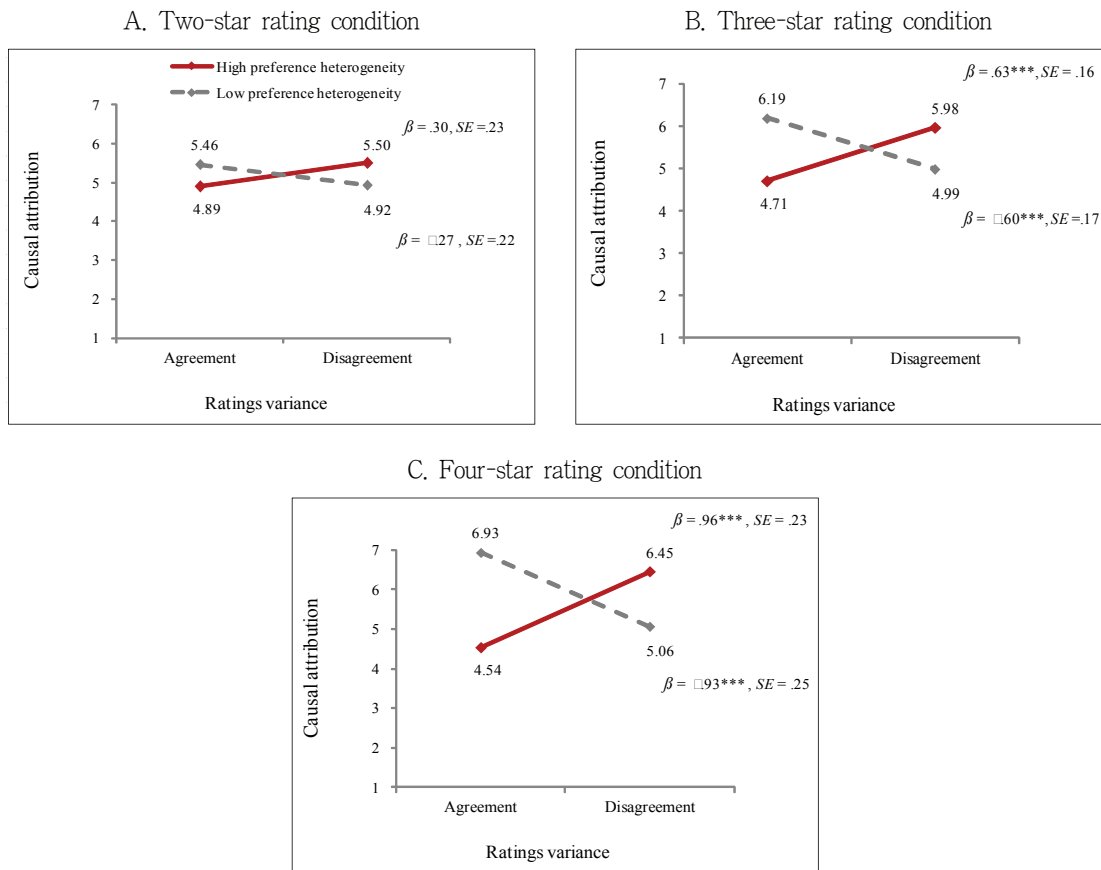 A. Two-star rating condition
High preference heterogeneity
Low preference heterogeneity
7
6
5
4
3
2
1
Causal attribution
5.46
4.89
5.50
4.92
β = .30, SE =.23
β = □.27 , SE =.22
Agreement
Disagreement
Ratings variance
B. Three-star rating condition
7
6
5
4
3
2
1
Causal attribution
6.19
4.71
5.98
4.99
β = .63***, SE = .16
β = □.60***, SE =.17
Agreement
Disagreement
Ratings variance
C. Four-star rating condition
7
6
5
4
3
2
1
Causal attribution
6.93
4.54
6.45
5.06
β = .96*** , SE = .23
β = □.93*** , SE = .25
Agreement
Disagreement
Ratings variance